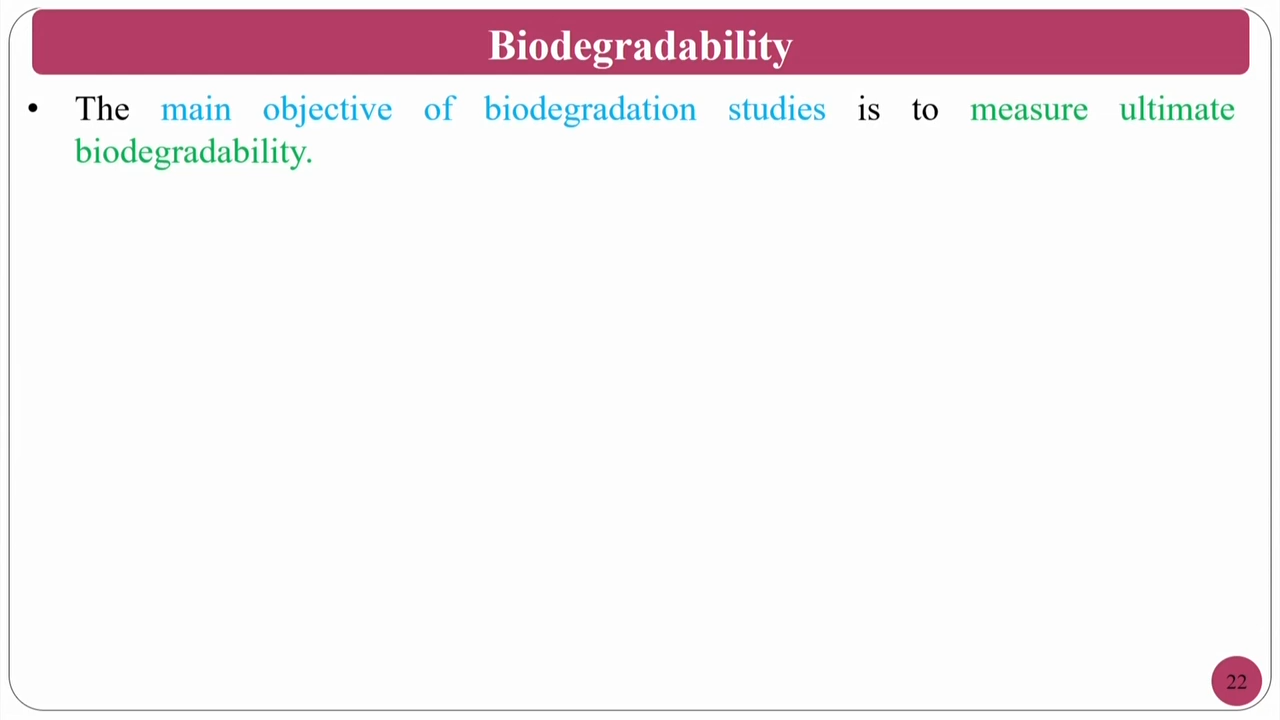 Biodegradability
• The main objective of biodegradation studies is to measure ultimate
biodegradability.
22